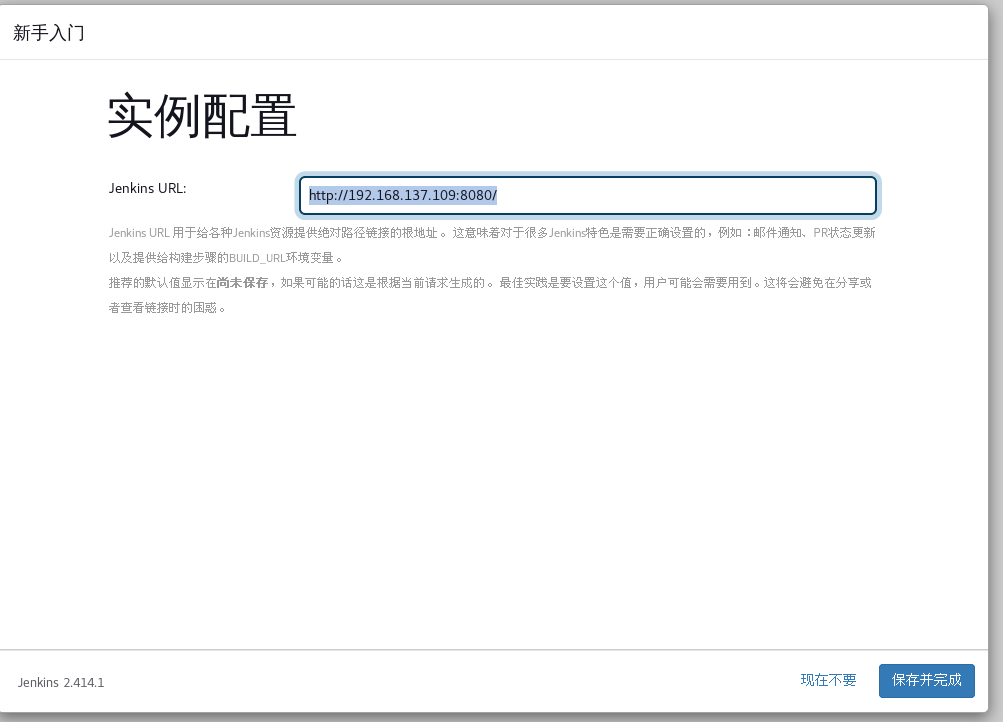 新手入门
实例配置
Jenkins URL:
http://192.168.137.109:8080/
Jenkins URL 用于给各种Jenkins资源提供绝对路径链接的根地址。 这意味着对于很多Jenkins特色是需要正确设置的，例如：邮件通知、PR状态更新
以及提供给构建步骤的BUILD_URL环境变量。
推荐的默认值显示在尚未保存，如果可能的话这是根据当前请求生成的。 最佳实践是要设置这个值，用户可能会需要用到。这将会避免在分享或
者查看链接时的困惑。
Jenkins 2.414.1
现在不要
保存并完成